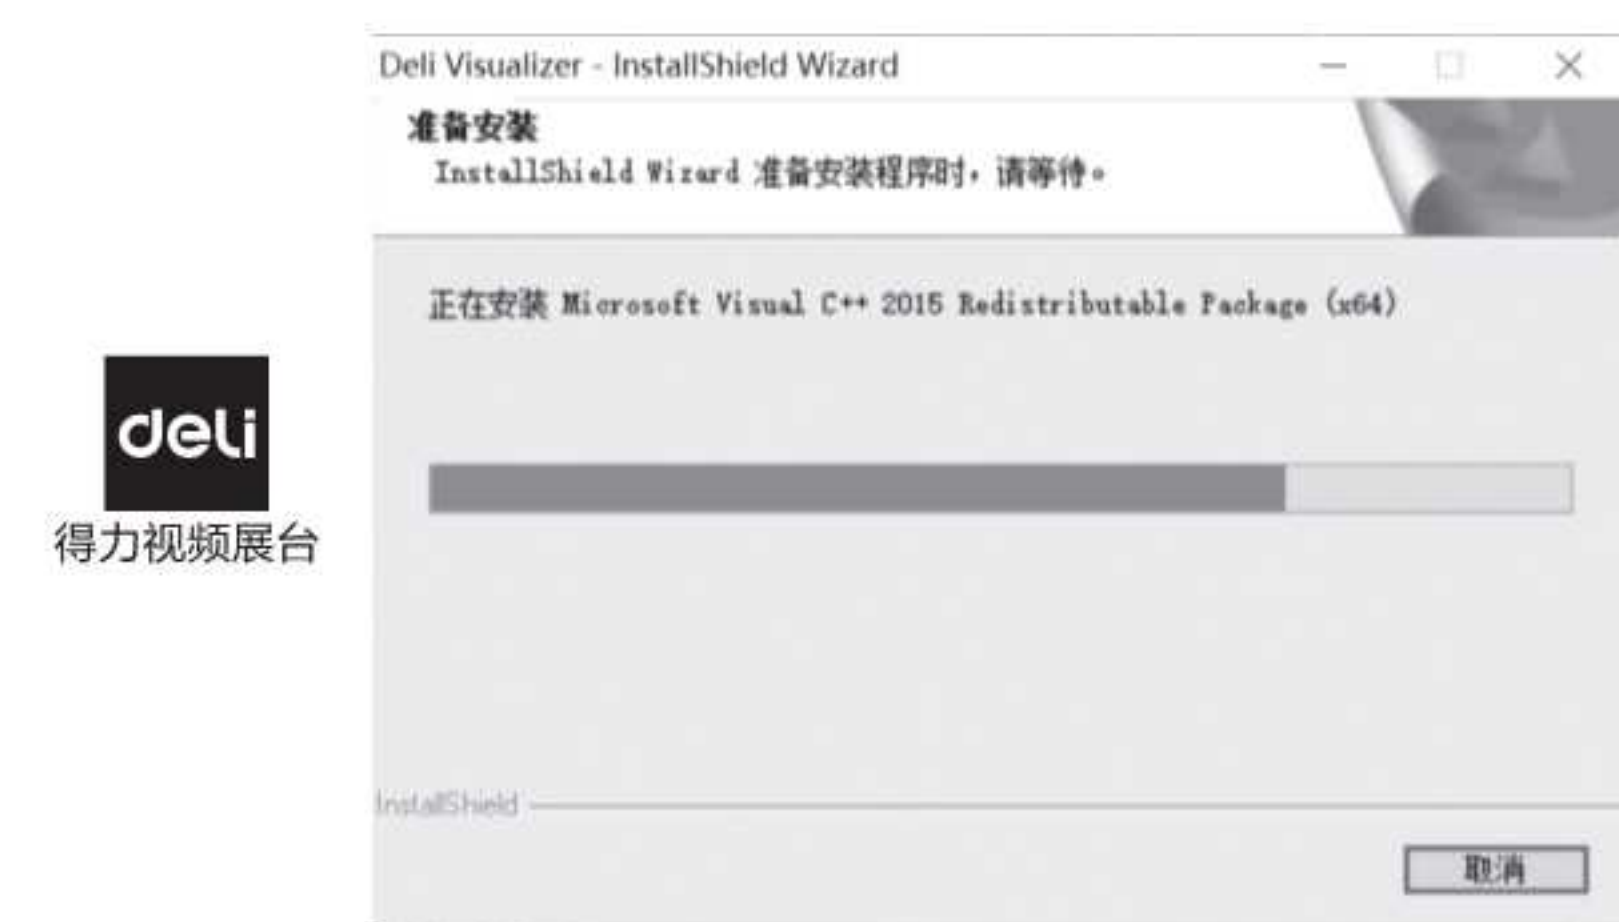 Deli Visualizer - InstallShield Wizard
准备安装
InstallShield Wizard 准备安装程序时，请等待。
正在安装 Microsoft Visual C++ 2015 Redistributable Package (x64)
deli
得力视频展台
InstallShield
取消